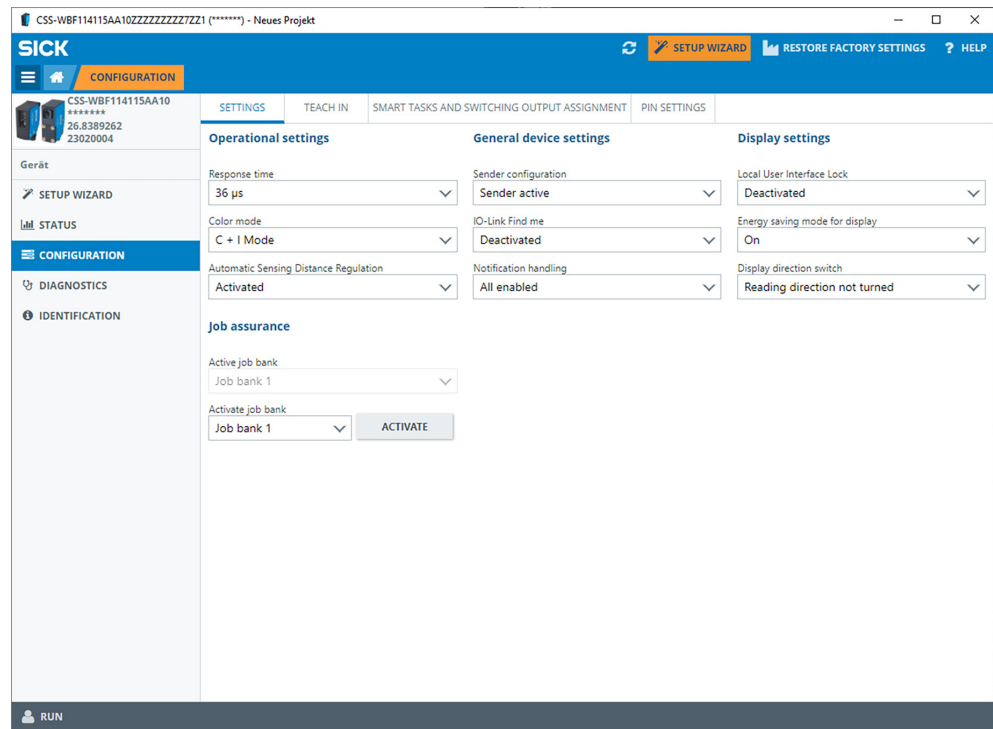 CSS-WBF114115AA10ZZZZZZZZZZ7ZZ1 (*******) - Neues Projekt
SICK
SETUP WIZARD
RESTORE FACTORY SETTINGS
? HELP
CONFIGURATION
CSS-WBF114115AA10
*******
26.8389262
23020004
Gerät
SETUP WIZARD
STATUS
CONFIGURATION
DIAGNOSTICS
IDENTIFICATION
SETTINGS
TEACH IN
SMART TASKS AND SWITCHING OUTPUT ASSIGNMENT
PIN SETTINGS
Operational settings
Response time
36 µs
Color mode
C + I Mode
Automatic Sensing Distance Regulation
Activated
General device settings
Sender configuration
Sender active
IO-Link Find me
Deactivated
Notification handling
All enabled
Display settings
Local User Interface Lock
Deactivated
Energy saving mode for display
On
Display direction switch
Reading direction not turned
Job assurance
Active job bank
Job bank 1
Activate job bank
Job bank 1
ACTIVATE
RUN